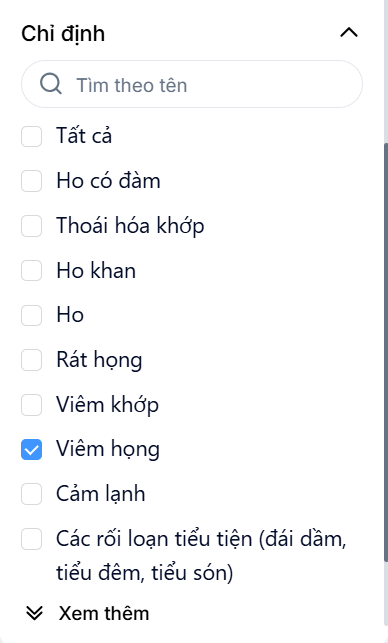 Chỉ định
Tìm theo tên
Tất cả
Ho có đàm
Thoái hóa khớp
Ho khan
Ho
Rát họng
Viêm khớp
Viêm họng
Cảm lạnh
Các rối loạn tiểu tiện (đái dầm,
tiểu đêm, tiểu són)
Xem thêm